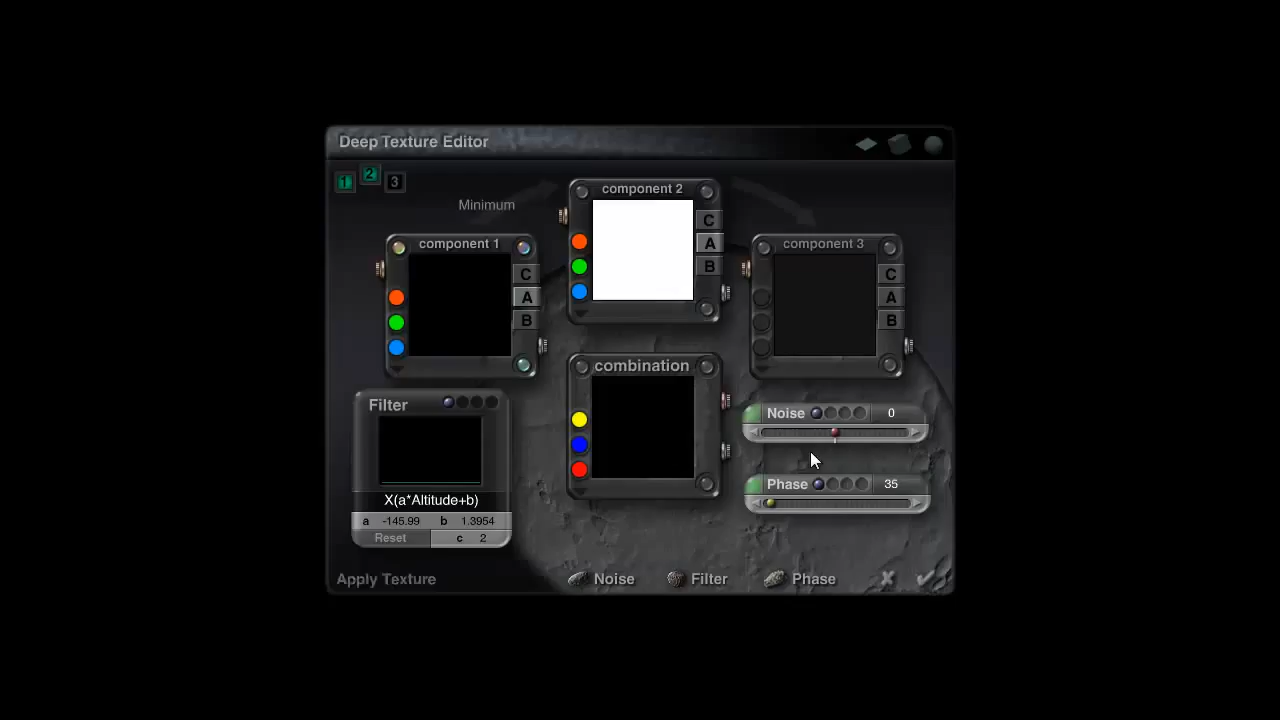 Deep Texture Editor
1 2 3
Minimum
component 1
C
A
B
component 2
C
A
B
component 3
C
A
B
Filter
X(a*Altitude+b)
a -145.99 b 1.3954
Reset c 2
combination
Noise 0
Phase 35
Apply Texture
Noise Filter Phase